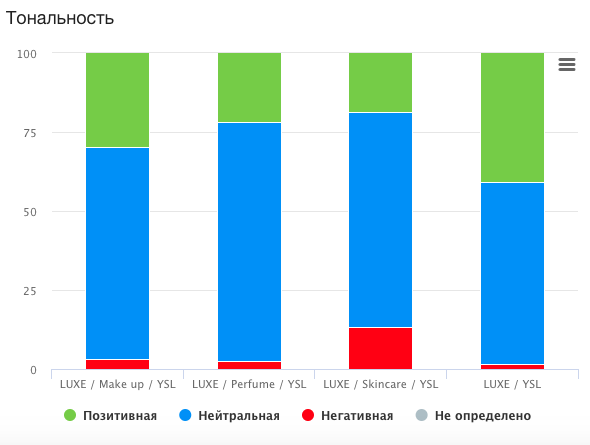 Тональность
100
75
50
25
0
LUXE / Make up / YSL LUXE / Perfume / YSL LUXE / Skincare / YSL LUXE / YSL
Позитивная Нейтральная Негативная Не определено